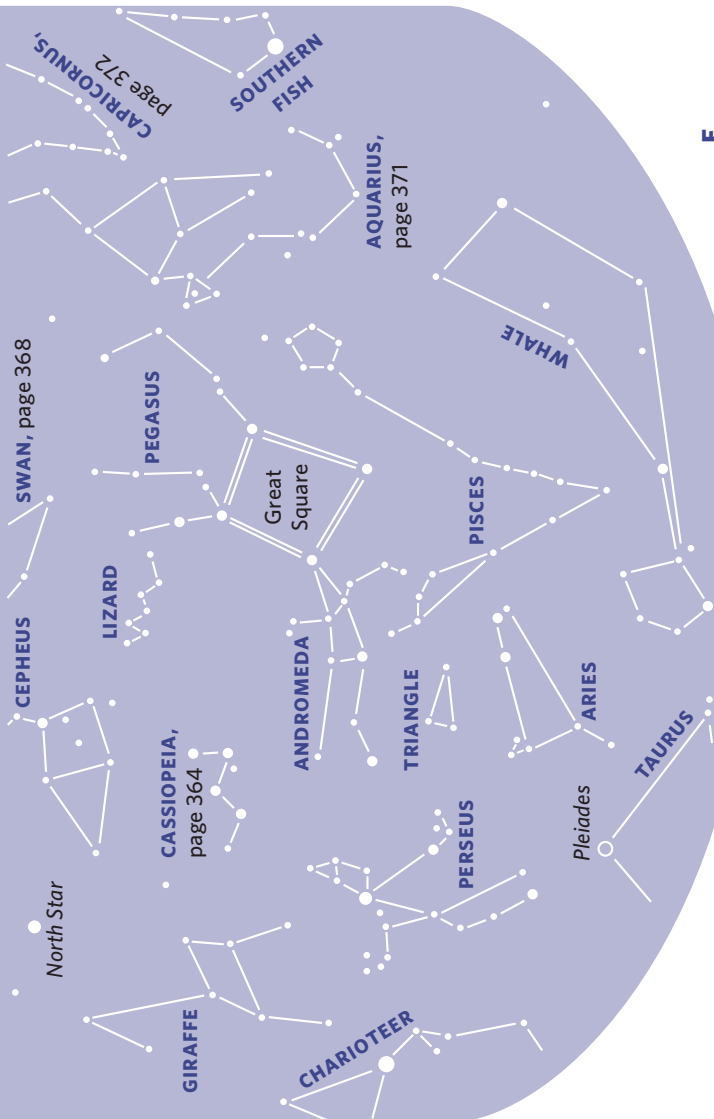 North Star
CEPHEUS
SWAN, page 368
LIZARD
PEGASUS
CAPRICORNUS,
page 372
GIRAFFE
CASSIOPEIA,
page 364
Great
Square
SOUTHERN
FISH
CHARIOTEER
ANDROMEDA
AQUARIUS,
page 371
TRIANGLE
PERSEUS
PISCES
WHALE
Pleiades
ARIES
TAURUS